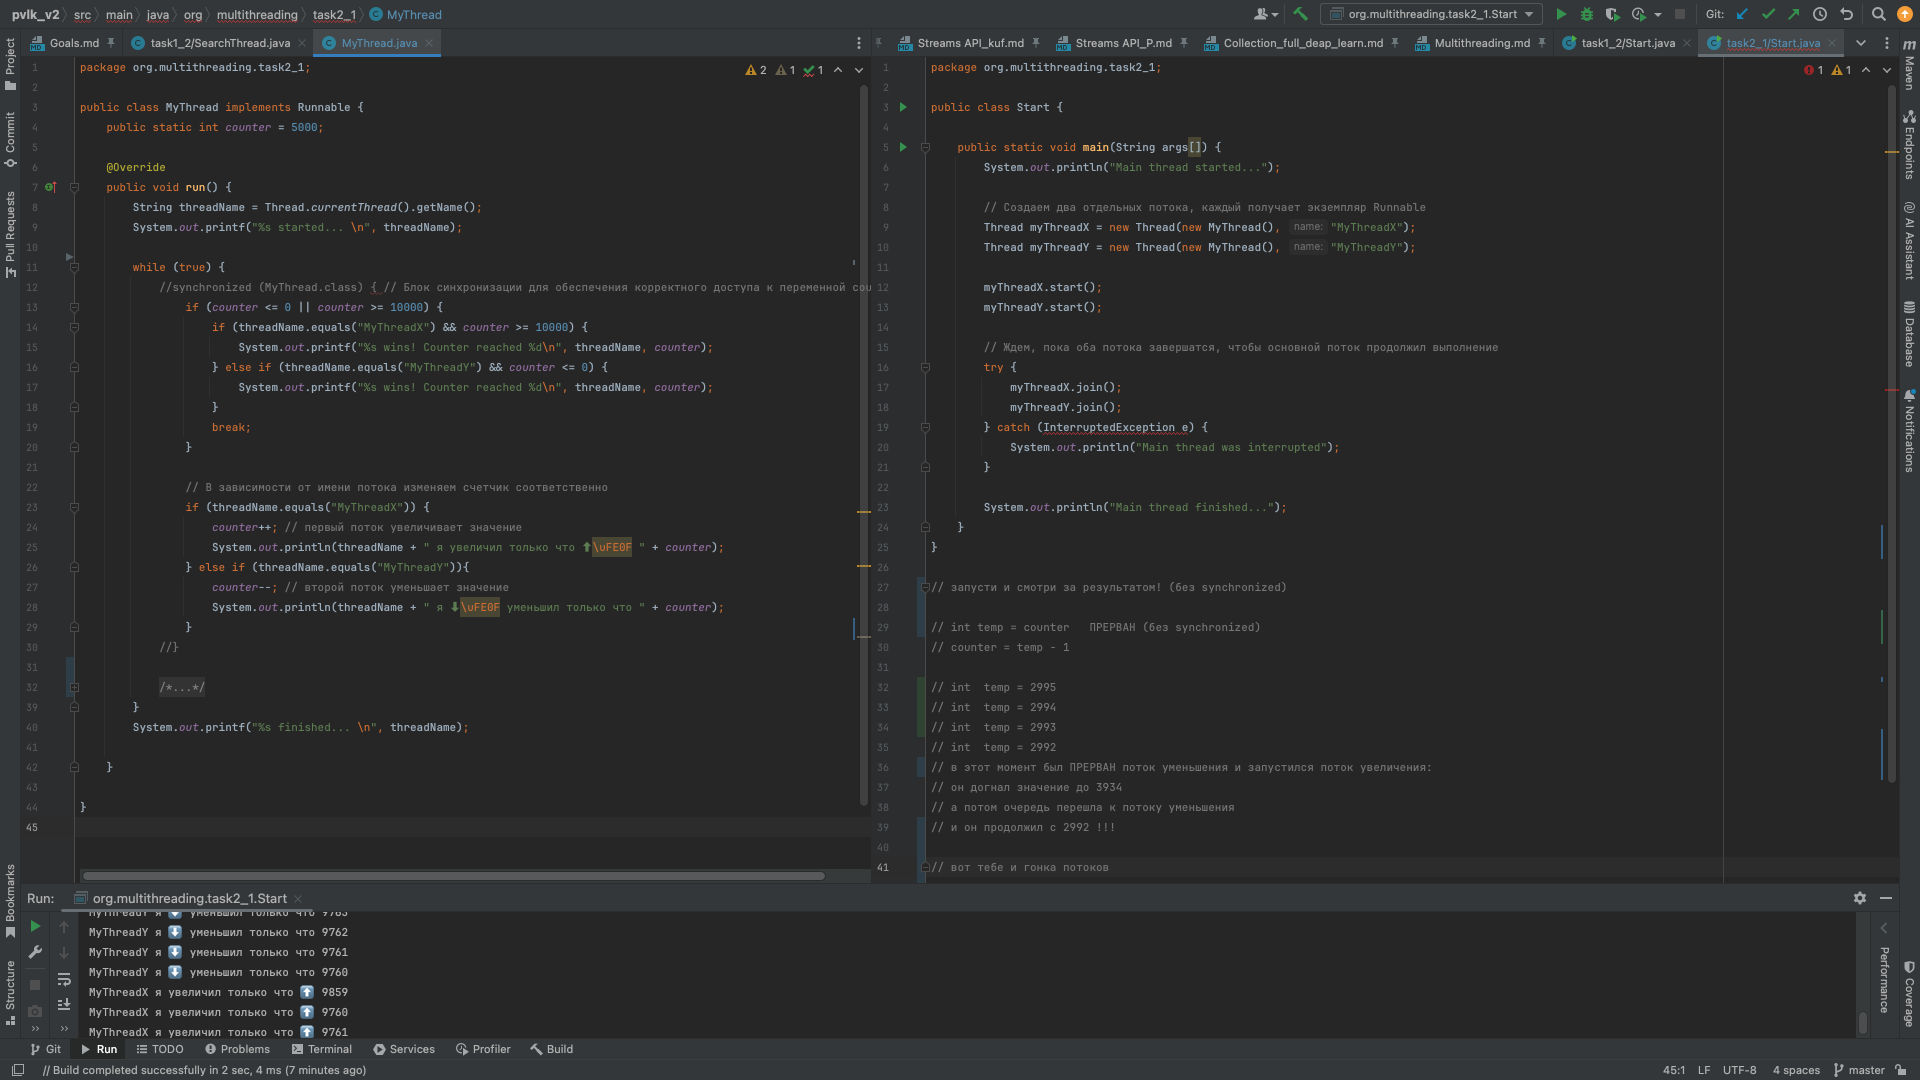 pvlk_v2 src main java org multithreading task2_1 MyThread
org.multithreading.task2_1.Start
Git:
Goals.md
task1_2/SearchThread.java
MyThread.java
Streams API_kuf.md
Streams API_P.md
Collection_full_deap_learn.md
Multithreading.md
task1_2/Start.java
task2_1/Start.java
Project
Commit
Pull Requests
Bookmarks
Structure
2 1 1
1 package org.multithreading.task2_1;
2
3 public class MyThread implements Runnable {
4 public static int counter = 5000;
5
6 @Override
7 public void run() {
8 String threadName = Thread.currentThread().getName();
9 System.out.printf("%s started... \n", threadName);
10
11 while (true) {
12 //synchronized (MyThread.class) { // Блок синхронизации для обеспечения корректного доступа к переменной cou
13 if (counter <= 0 || counter >= 10000) {
14 if (threadName.equals("MyThreadX") && counter >= 10000) {
15 System.out.printf("%s wins! Counter reached %d\n", threadName, counter);
16 } else if (threadName.equals("MyThreadY") && counter <= 0) {
17 System.out.printf("%s wins! Counter reached %d\n", threadName, counter);
18 }
19 break;
20 }
21
22 // В зависимости от имени потока изменяем счетчик соответственно
23 if (threadName.equals("MyThreadX")) {
24 counter++; // первый поток увеличивает значение
25 System.out.println(threadName + " я увеличил только что ⬆\uFE0F " + counter);
26 } else if (threadName.equals("MyThreadY")){
27 counter--; // второй поток уменьшает значение
28 System.out.println(threadName + " я ⬇\uFE0F уменьшил только что " + counter);
29 }
30 //}
31
32 /*...*/
39 }
40 System.out.printf("%s finished... \n", threadName);
41
42 }
43
44 }
45
1 1
1 package org.multithreading.task2_1;
2
3 public class Start {
4
5 public static void main(String args[]) {
6 System.out.println("Main thread started...");
7
8 // Создаем два отдельных потока, каждый получает экземпляр Runnable
9 Thread myThreadX = new Thread(new MyThread(), name: "MyThreadX");
10 Thread myThreadY = new Thread(new MyThread(), name: "MyThreadY");
11
12 myThreadX.start();
13 myThreadY.start();
14
15 // Ждем, пока оба потока завершатся, чтобы основной поток продолжил выполнение
16 try {
17 myThreadX.join();
18 myThreadY.join();
19 } catch (InterruptedException e) {
20 System.out.println("Main thread was interrupted");
21 }
22
23 System.out.println("Main thread finished...");
24 }
25 }
26
27 // запусти и смотри за результатом! (без synchronized)
28
29 // int temp = counter ПРЕРВАН (без synchronized)
30 // counter = temp - 1
31
32 // int temp = 2995
33 // int temp = 2994
34 // int temp = 2993
35 // int temp = 2992
36 // в этот момент был ПРЕРВАН поток уменьшения и запустился поток увеличения:
37 // он догнал значение до 3934
38 // а потом очередь перешла к потоку уменьшения
39 // и он продолжил с 2992 !!!
40
41 // вот тебе и гонка потоков
Maven
Endpoints
AI Assistant
Database
Notifications
Performance
Coverage
Run: org.multithreading.task2_1.Start
MyThreadY я ⬇️ уменьшил только что 9763
MyThreadY я ⬇️ уменьшил только что 9762
MyThreadY я ⬇️ уменьшил только что 9761
MyThreadY я ⬇️ уменьшил только что 9760
MyThreadX я увеличил только что ⬆️ 9859
MyThreadX я увеличил только что ⬆️ 9760
MyThreadX я увеличил только что ⬆️ 9761
Git Run TODO Problems Terminal Services Profiler Build
// Build completed successfully in 2 sec, 4 ms (7 minutes ago)
45:1 LF UTF-8 4 spaces master